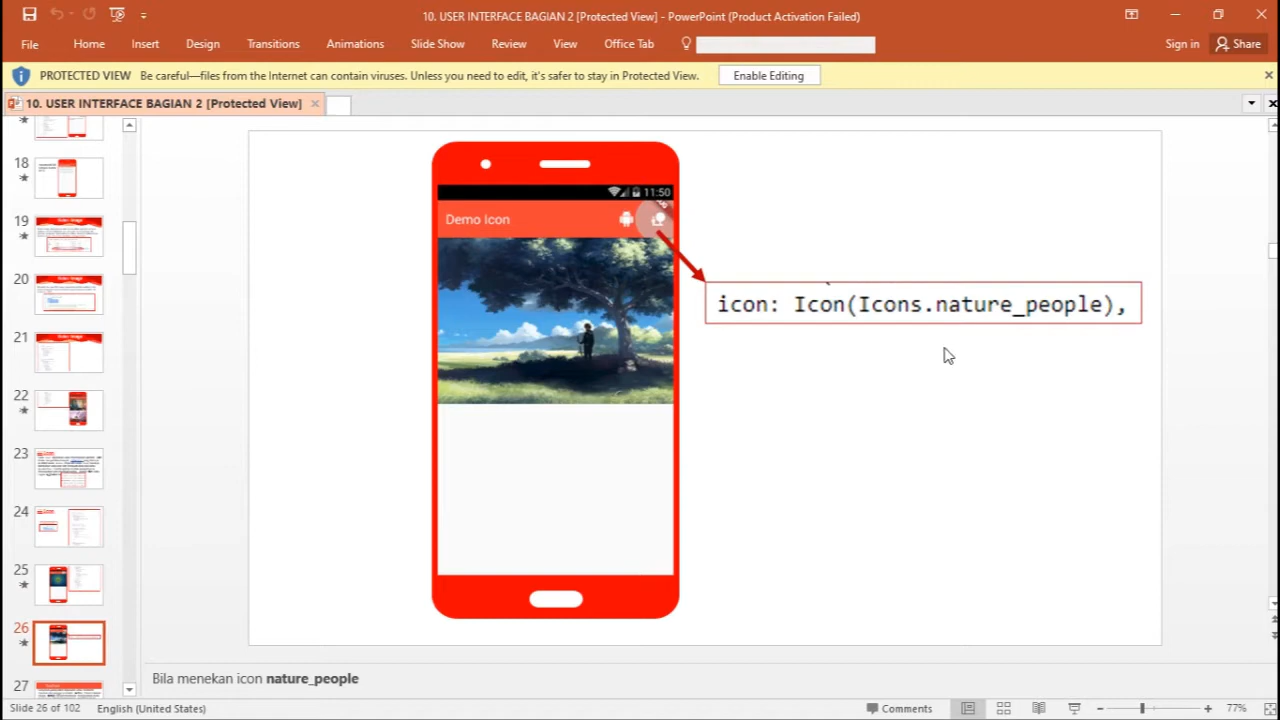 10. USER INTERFACE BAGIAN 2 [Protected View] - PowerPoint (Product Activation Failed)
File Home Insert Design Transitions Animations Slide Show Review View Office Tab Sign in Share
PROTECTED VIEW Be careful—files from the Internet can contain viruses. Unless you need to edit, it's safer to stay in Protected View. Enable Editing
10. USER INTERFACE BAGIAN 2 [Protected View]
18
19
20
21
22
23
24
25
26
27
11:50
Demo Icon
icon: Icon(Icons.nature_people),
Bila menekan icon nature_people
Slide 26 of 102 English (United States) Comments 77%